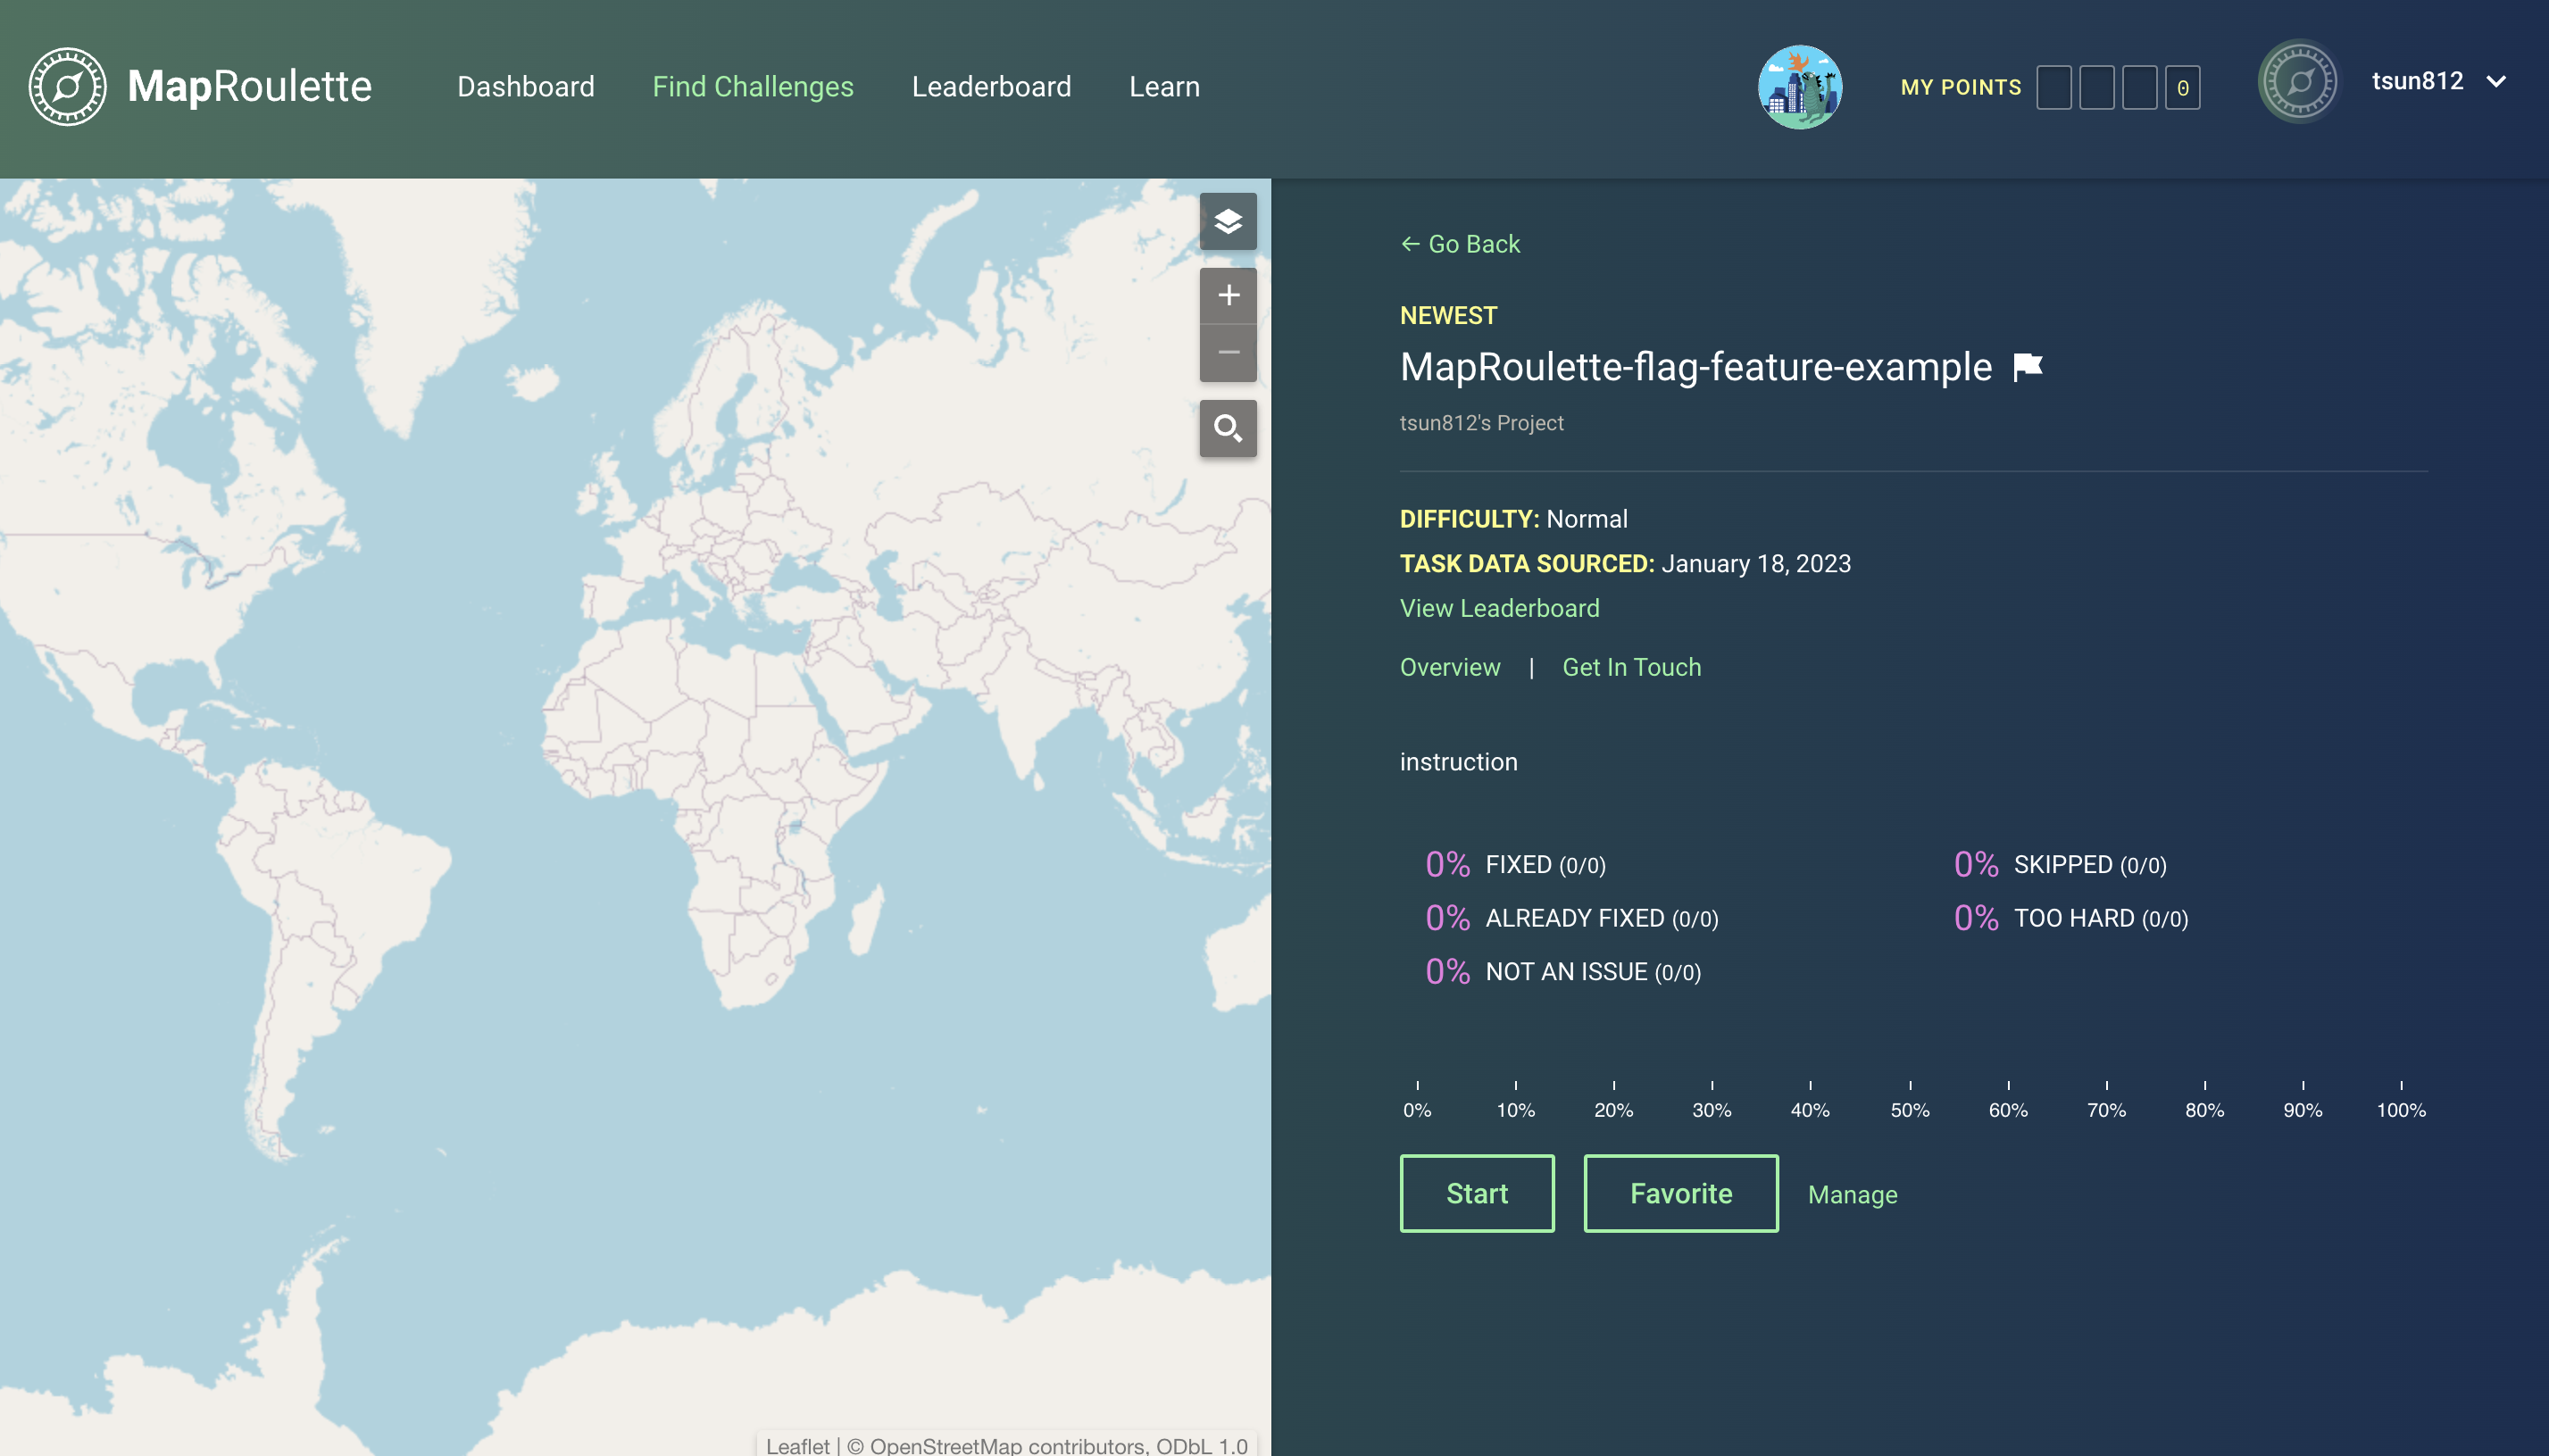 MapRoulette
Dashboard
Find Challenges
Leaderboard
Learn
MY POINTS 0
tsun812
← Go Back
NEWEST
MapRoulette-flag-feature-example
tsun812's Project
DIFFICULTY: Normal
TASK DATA SOURCED: January 18, 2023
View Leaderboard
Overview | Get In Touch
instruction
0% FIXED (0/0)
0% SKIPPED (0/0)
0% ALREADY FIXED (0/0)
0% TOO HARD (0/0)
0% NOT AN ISSUE (0/0)
0% 10% 20% 30% 40% 50% 60% 70% 80% 90% 100%
Start
Favorite
Manage
Leaflet | © OpenStreetMap contributors, ODbL 1.0